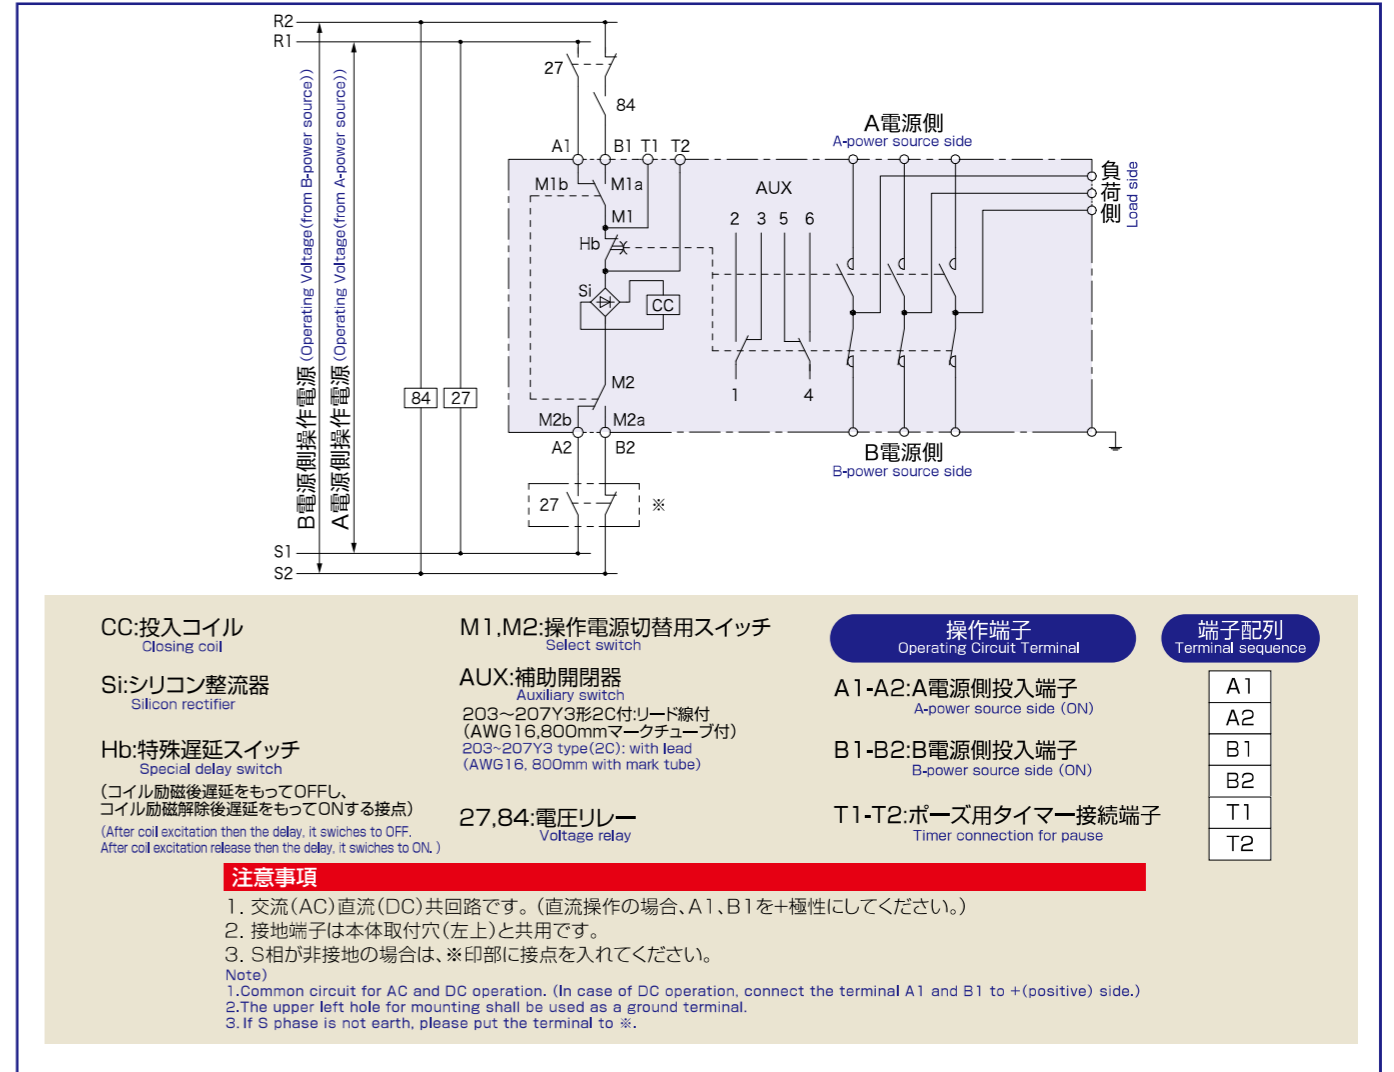 R2
R1
27
84
A1 B1 T1 T2
A電源側
A-power source side
M1b M1a
AUX
負荷側
Load side
M1
2 3 5 6
Hb
Si
CC
B電源側操作電源(Operating Voltage(from B-power source))
A電源側操作電源(Operating Voltage(from A-power source))
84 27
M2
1 4
M2b M2a
A2 B2
B電源側
B-power source side
27 ※
S1
S2
CC:投入コイル
Closing coil
Si:シリコン整流器
Silicon rectifier
Hb:特殊遅延スイッチ
Special delay switch
(コイル励磁後遅延をもってOFFし、
コイル励磁解除後遅延をもってONする接点)
(After coil excitation then the delay, it swiches to OFF.
After coil excitation release then the delay, it swiches to ON. )
M1,M2:操作電源切替用スイッチ
Select switch
AUX:補助開閉器
Auxiliary switch
203～207Y3形2C付:リード線付
(AWG16,800mmマークチューブ付)
203~207Y3 type(2C): with lead
(AWG16, 800mm with mark tube)
27,84:電圧リレー
Voltage relay
操作端子
Operating Circuit Terminal
A1-A2:A電源側投入端子
A-power source side (ON)
B1-B2:B電源側投入端子
B-power source side (ON)
T1-T2:ポーズ用タイマー接続端子
Timer connection for pause
端子配列
Terminal sequence
A1
A2
B1
B2
T1
T2
注意事項
1. 交流(AC)直流(DC)共回路です。(直流操作の場合、A1、B1を+極性にしてください。)
2. 接地端子は本体取付穴(左上)と共用です。
3. S相が非接地の場合は、※印部に接点を入れてください。
Note)
1.Common circuit for AC and DC operation. (In case of DC operation, connect the terminal A1 and B1 to +(positive) side.)
2.The upper left hole for mounting shall be used as a ground terminal.
3.If S phase is not earth, please put the terminal to ※.